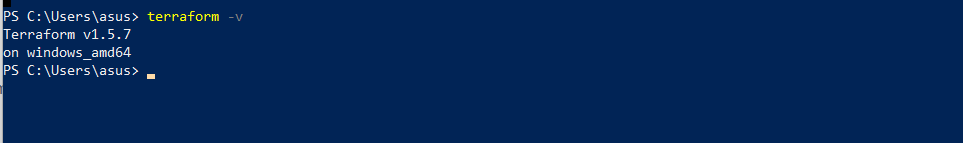 PS C:\Users\asus> terraform -v
Terraform v1.5.7
on windows_amd64
PS C:\Users\asus>